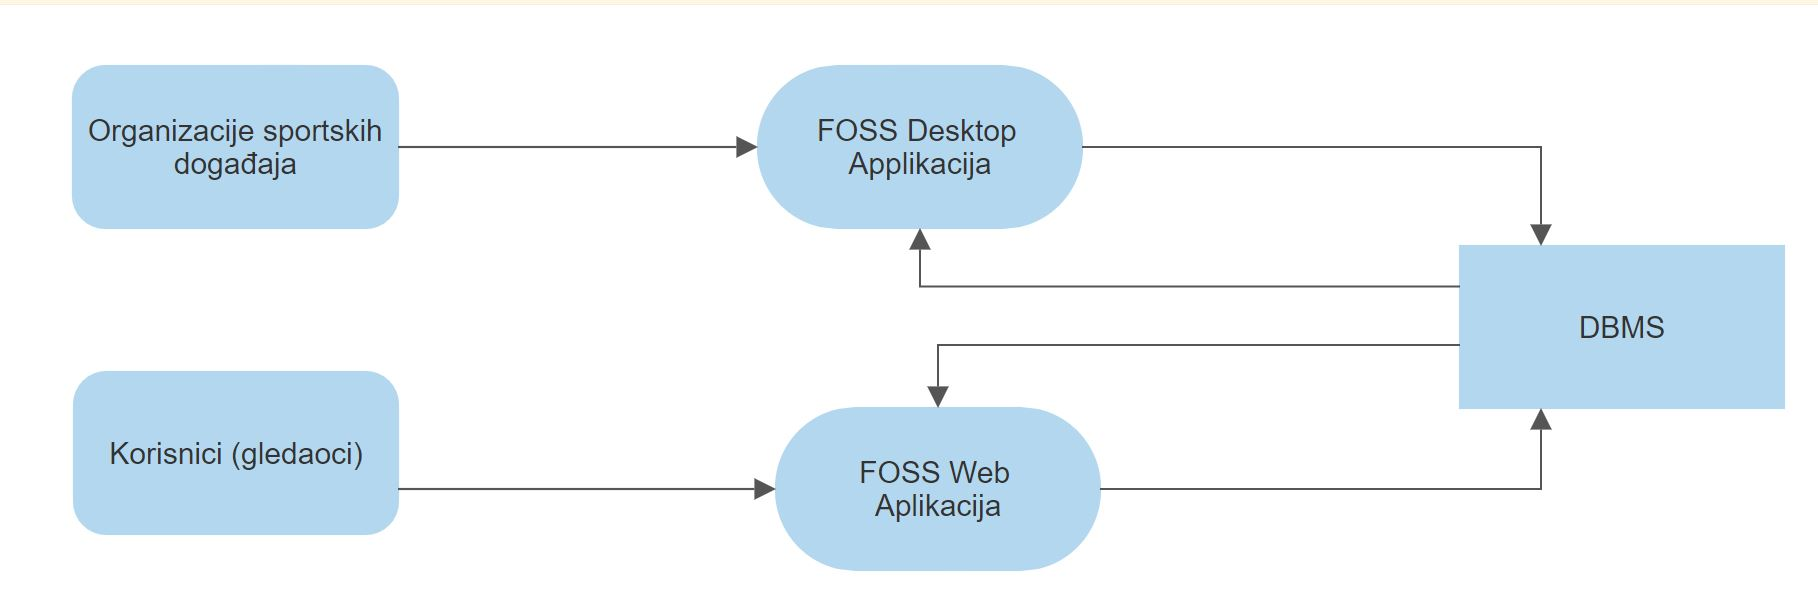 Organizacije sportskih
događaja
FOSS Desktop
Applikacija
DBMS
Korisnici (gledaoci)
FOSS Web
Aplikacija